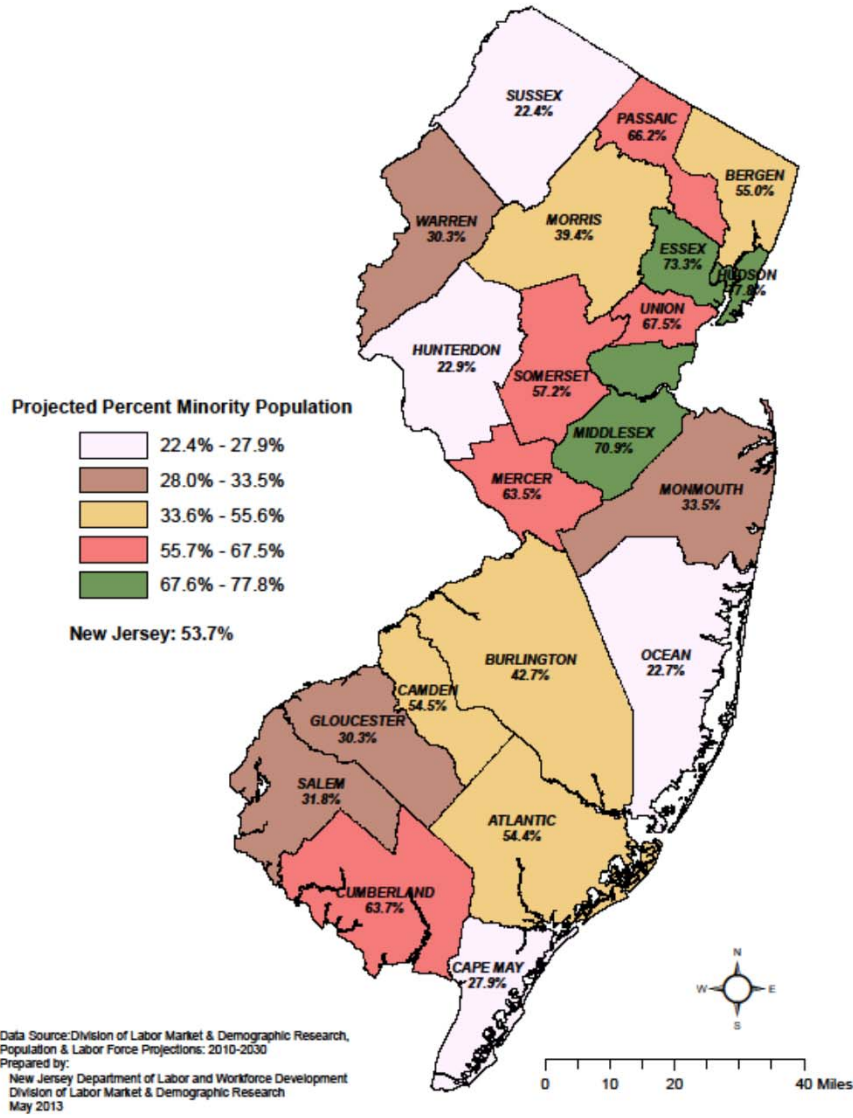 SUSSEX
22.4%
PASSAIC
66.2%
BERGEN
55.0%
WARREN
30.3%
MORRIS
39.4%
ESSEX
73.3%
HUDSON
77.8%
UNION
67.5%
HUNTERDON
22.9%
SOMERSET
57.2%
MIDDLESEX
70.9%
MERCER
63.5%
MONMOUTH
33.5%
Projected Percent Minority Population
22.4% - 27.9%
28.0% - 33.5%
33.6% - 55.6%
55.7% - 67.5%
67.6% - 77.8%
New Jersey: 53.7%
OCEAN
22.7%
BURLINGTON
42.7%
CAMDEN
54.5%
GLOUCESTER
30.3%
SALEM
31.8%
ATLANTIC
54.4%
CUMBERLAND
63.7%
CAPE MAY
27.9%
N
W E
S
Data Source:Division of Labor Market & Demographic Research,
Population & Labor Force Projections: 2010-2030
Prepared by:
New Jersey Department of Labor and Workforce Development
Division of Labor Market & Demographic Research
May 2013
0 10 20 40 Miles